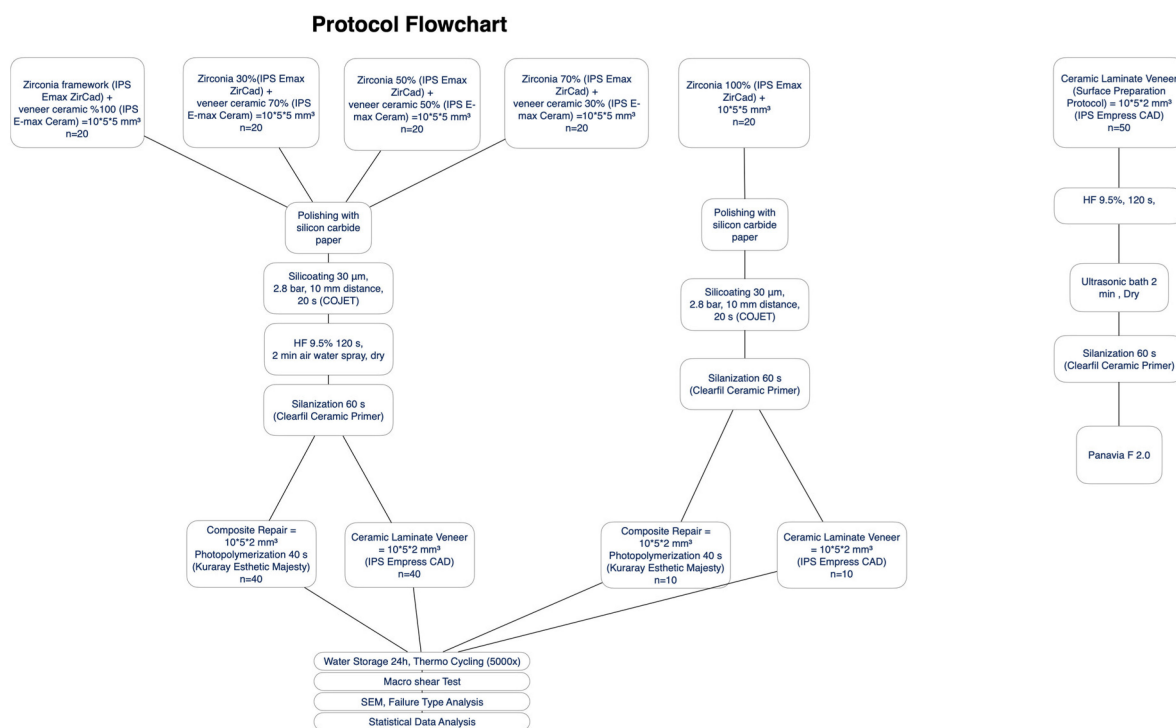 Protocol Flowchart
Zirconia framework (IPS
Emax ZirCad) +
veneer ceramic %100 (IPS
E-max Ceram) =10*5*5 mm³
n=20
Zirconia 30%(IPS Emax
ZirCad) +
veneer ceramic 70% (IPS
E-max Ceram) =10*5*5 mm³
n=20
Zirconia 50% (IPS Emax
ZirCad) +
veneer ceramic 50% (IPS E-
max Ceram) =10*5*5 mm³
n=20
Zirconia 70% (IPS Emax
ZirCad) +
veneer ceramic 30% (IPS E-
max Ceram) =10*5*5 mm³
n=20
Zirconia 100% (IPS Emax
ZirCad) +
10*5*5 mm³
n=20
Ceramic Laminate Veneer
(Surface Preparation
Protocol) = 10*5*2 mm³
(IPS Empress CAD)
n=50
Polishing with
silicon carbide
paper
Silicoating 30 µm,
2.8 bar, 10 mm distance,
20 s (COJET)
HF 9.5% 120 s,
2 min air water spray, dry
Silanization 60 s
(Clearfil Ceramic Primer)
Polishing with
silicon carbide
paper
Silicoating 30 µm,
2.8 bar, 10 mm distance,
20 s (COJET)
Silanization 60 s
(Clearfil Ceramic Primer)
HF 9.5%, 120 s,
Ultrasonic bath 2
min , Dry
Silanization 60 s
(Clearfil Ceramic Primer)
Panavia F 2.0
Composite Repair =
10*5*2 mm³
Photopolymerization 40 s
(Kuraray Esthetic Majesty)
n=40
Ceramic Laminate Veneer
= 10*5*2 mm³
(IPS Empress CAD)
n=40
Composite Repair =
10*5*2 mm³
Photopolymerization 40 s
(Kuraray Esthetic Majesty)
n=10
Ceramic Laminate Veneer
= 10*5*2 mm³
(IPS Empress CAD)
n=10
Water Storage 24h, Thermo Cycling (5000x)
Macro shear Test
SEM, Failure Type Analysis
Statistical Data Analysis